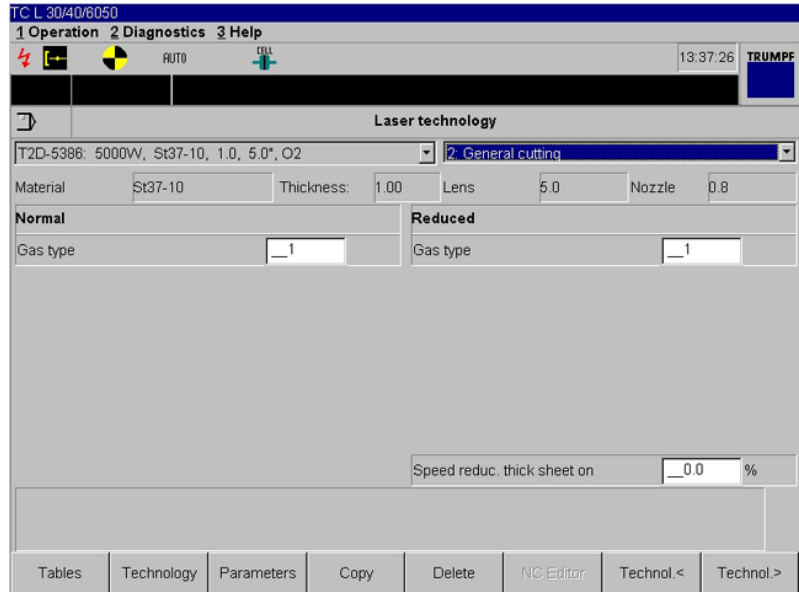 TC L 30/40/6050
1 Operation 2 Diagnostics 3 Help
AUTO CELL 13:37:26 TRUMPF
Laser technology
T2D-5386: 5000W, St37-10, 1.0, 5.0", O2 2: General cutting
Material St37-10 Thickness: 1.00 Lens 5.0 Nozzle 0.8
Normal Reduced
Gas type __1 Gas type __1
Speed reduc. thick sheet on __0.0 %
Tables Technology Parameters Copy Delete NC Editor Technol.< Technol.>